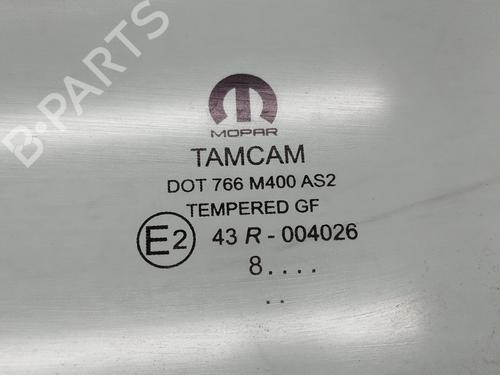 B-PARTS
MOPAR
TAMCAM
DOT 766 M400 AS2
TEMPERED GF
E2 43 R - 004026
8....
..